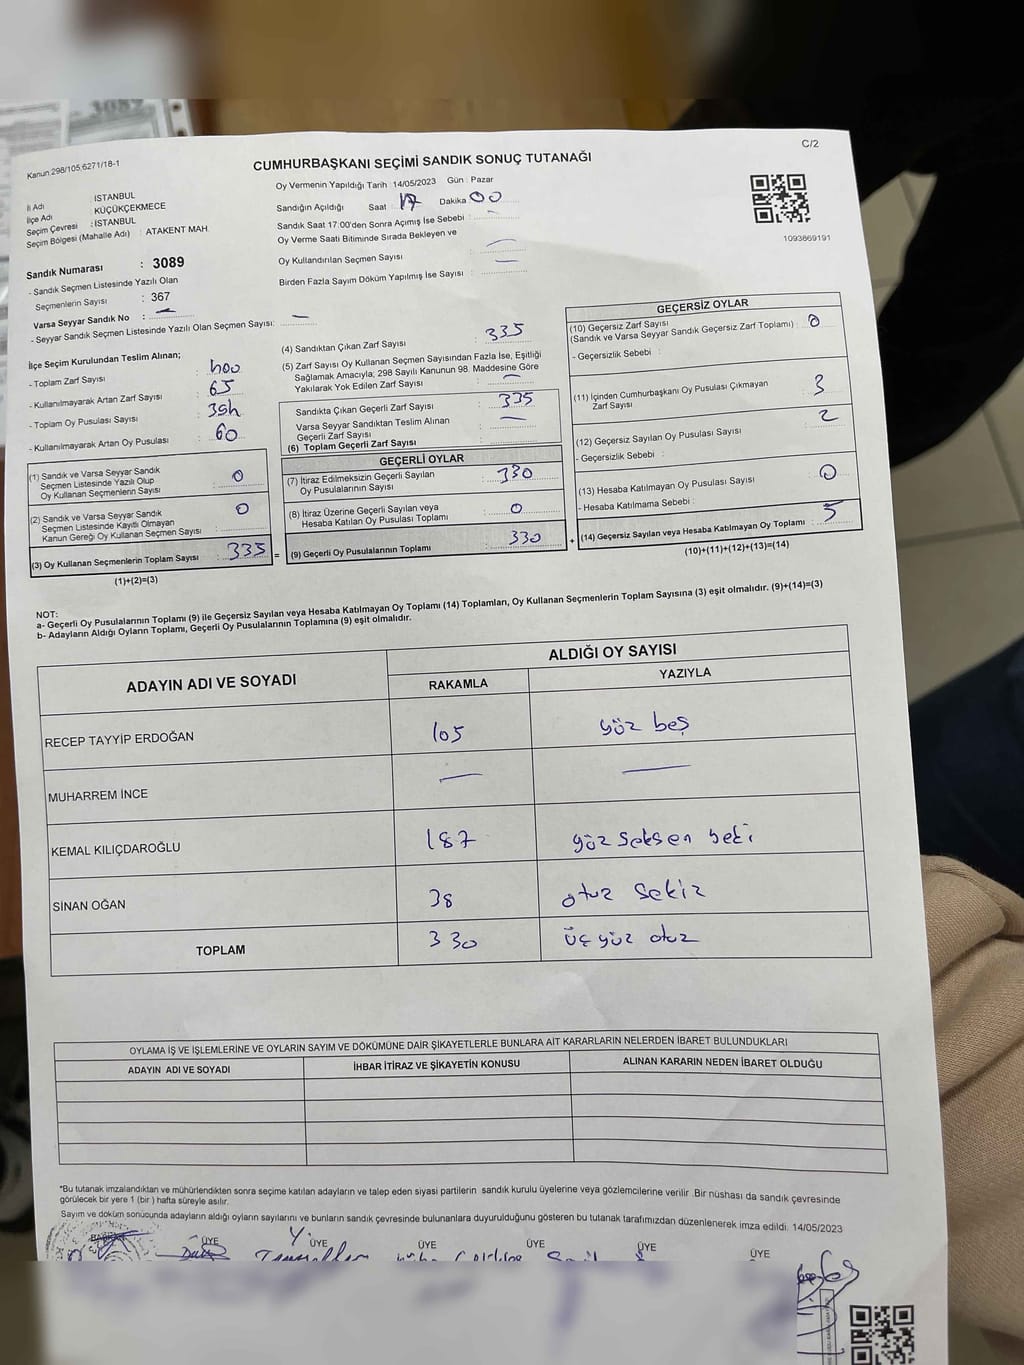 C/2
Kanun 298/105;6271/18-1
CUMHURBAŞKANI SEÇİMİ SANDIK SONUÇ TUTANAĞI
İl Adı : İSTANBUL
İlçe Adı : KÜÇÜKÇEKMECE
Seçim Çevresi : İSTANBUL
Seçim Bölgesi (Mahalle Adı) : ATAKENT MAH.
Sandık Numarası : 3089
- Sandık Seçmen Listesinde Yazılı Olan
Seçmenlerin Sayısı : 367
Varsa Seyyar Sandık No : —
- Seyyar Sandık Seçmen Listesinde Yazılı Olan Seçmen Sayısı: —
Oy Vermenin Yapıldığı Tarih : 14/05/2023 Gün : Pazar
Sandığın Açıldığı Saat 17 Dakika 00
Sandık Saat 17:00'den Sonra Açımış İse Sebebi :
Oy Verme Saati Bitiminde Sırada Bekleyen ve
Oy Kullandırılan Seçmen Sayısı : —
Birden Fazla Sayım Döküm Yapılmış İse Sayısı : —
1093869191
İlçe Seçim Kurulundan Teslim Alınan;
- Toplam Zarf Sayısı : 400
- Kullanılmayarak Artan Zarf Sayısı : 65
- Toplam Oy Pusulası Sayısı : 394
- Kullanılmayarak Artan Oy Pusulası : 60
(1) Sandık ve Varsa Seyyar Sandık
Seçmen Listesinde Yazılı Olup
Oy Kullanan Seçmenlerin Sayısı : 0
(2) Sandık ve Varsa Seyyar Sandık
Seçmen Listesinde Kayıtlı Olmayan
Kanun Gereği Oy Kullanan Seçmen Sayısı : 0
(3) Oy Kullanan Seçmenlerin Toplam Sayısı : 335 =
(1)+(2)=(3)
(4) Sandıktan Çıkan Zarf Sayısı : 335
(5) Zarf Sayısı Oy Kullanan Seçmen Sayısından Fazla İse, Eşitliği
Sağlamak Amacıyla; 298 Sayılı Kanunun 98. Maddesine Göre
Yakılarak Yok Edilen Zarf Sayısı : —
Sandıkta Çıkan Geçerli Zarf Sayısı : 335
Varsa Seyyar Sandıktan Teslim Alınan
Geçerli Zarf Sayısı : —
(6) Toplam Geçerli Zarf Sayısı :
GEÇERLİ OYLAR
(7) İtiraz Edilmeksizin Geçerli Sayılan
Oy Pusulalarının Sayısı : 330
(8) İtiraz Üzerine Geçerli Sayılan veya
Hesaba Katılan Oy Pusulası Toplamı : 0
(9) Geçerli Oy Pusulalarının Toplamı : 330 +
GEÇERSİZ OYLAR
(10) Geçersiz Zarf Sayısı
(Sandık ve Varsa Seyyar Sandık Geçersiz Zarf Toplamı) : 0
- Geçersizlik Sebebi :
(11) İçinden Cumhurbaşkanı Oy Pusulası Çıkmayan
Zarf Sayısı : 3
(12) Geçersiz Sayılan Oy Pusulası Sayısı : 2
- Geçersizlik Sebebi :
(13) Hesaba Katılmayan Oy Pusulası Sayısı : 0
- Hesaba Katılmama Sebebi :
(14) Geçersiz Sayılan veya Hesaba Katılmayan Oy Toplamı : 5
(10)+(11)+(12)+(13)=(14)
NOT:
a- Geçerli Oy Pusulalarının Toplamı (9) ile Geçersiz Sayılan veya Hesaba Katılmayan Oy Toplamı (14) Toplamları, Oy Kullanan Seçmenlerin Toplam Sayısına (3) eşit olmalıdır. (9)+(14)=(3)
b- Adayların Aldığı Oyların Toplamı, Geçerli Oy Pusulalarının Toplamına (9) eşit olmalıdır.
ADAYIN ADI VE SOYADI ALDIĞI OY SAYISI
RAKAMLA YAZIYLA
RECEP TAYYİP ERDOĞAN 105 yüz beş
MUHARREM İNCE — —
KEMAL KILIÇDAROĞLU 187 yüz seksen yedi
SİNAN OĞAN 38 otuz sekiz
TOPLAM 330 üç yüz otuz
OYLAMA İŞ VE İŞLEMLERİNE VE OYLARIN SAYIM VE DÖKÜMÜNE DAİR ŞİKAYETLERLE BUNLARA AİT KARARLARIN NELERDEN İBARET BULUNDUKLARI
ADAYIN ADI VE SOYADI İHBAR İTİRAZ VE ŞİKAYETİN KONUSU ALINAN KARARIN NEDEN İBARET OLDUĞU
*Bu tutanak imzalandıktan ve mühürlendikten sonra seçime katılan adayların ve talep eden siyasi partilerin sandık kurulu üyelerine veya gözlemcilerine verilir .Bir nüshası da sandık çevresinde
görülecek bir yere 1 (bir ) hafta süreyle asılır.
Sayım ve döküm sonucunda adayların aldığı oyların sayılarını ve bunların sandık çevresinde bulunanlara duyurulduğunu gösteren bu tutanak tarafımızdan düzenlenerek imza edildi. 14/05/2023
BAŞKAN ÜYE ÜYE ÜYE ÜYE ÜYE ÜYE